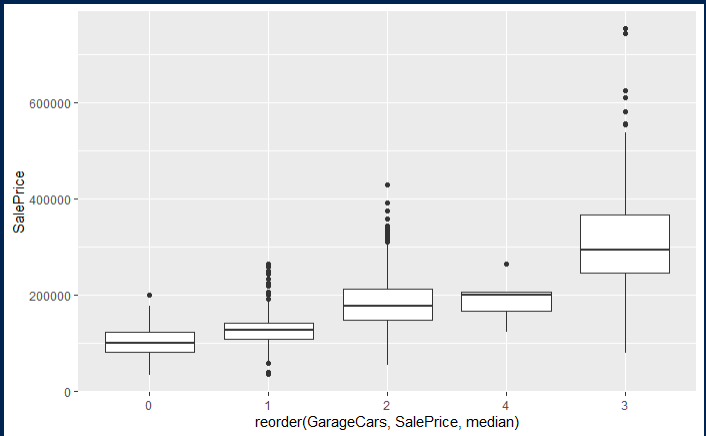 SalePrice
600000
400000
200000
0
0 1 2 4 3
reorder(GarageCars, SalePrice, median)